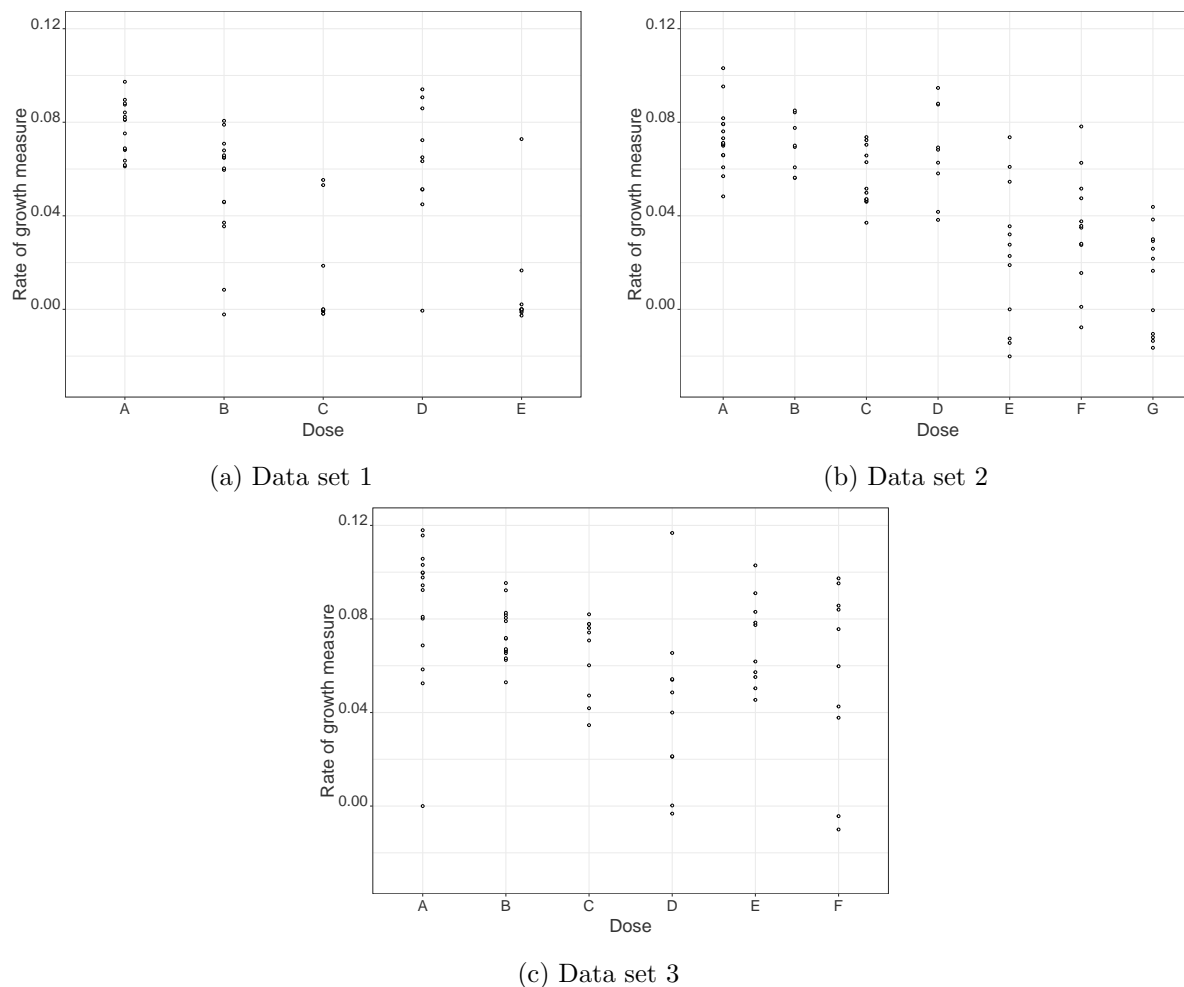 0.12
0.08
0.04
0.00
Rate of growth measure
A B C D E
Dose
(a) Data set 1
0.12
0.08
0.04
0.00
Rate of growth measure
A B C D E F G
Dose
(b) Data set 2
0.12
0.08
0.04
0.00
Rate of growth measure
A B C D E F
Dose
(c) Data set 3